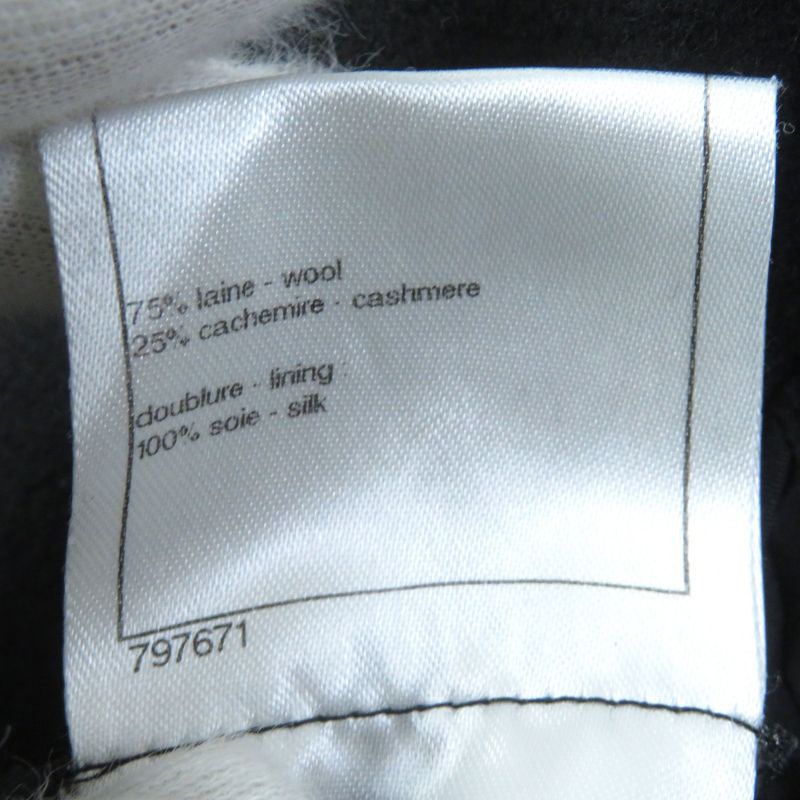 75% laine - wool
25% cachemire - cashmere
doublure - lining :
100% soie - silk
797671